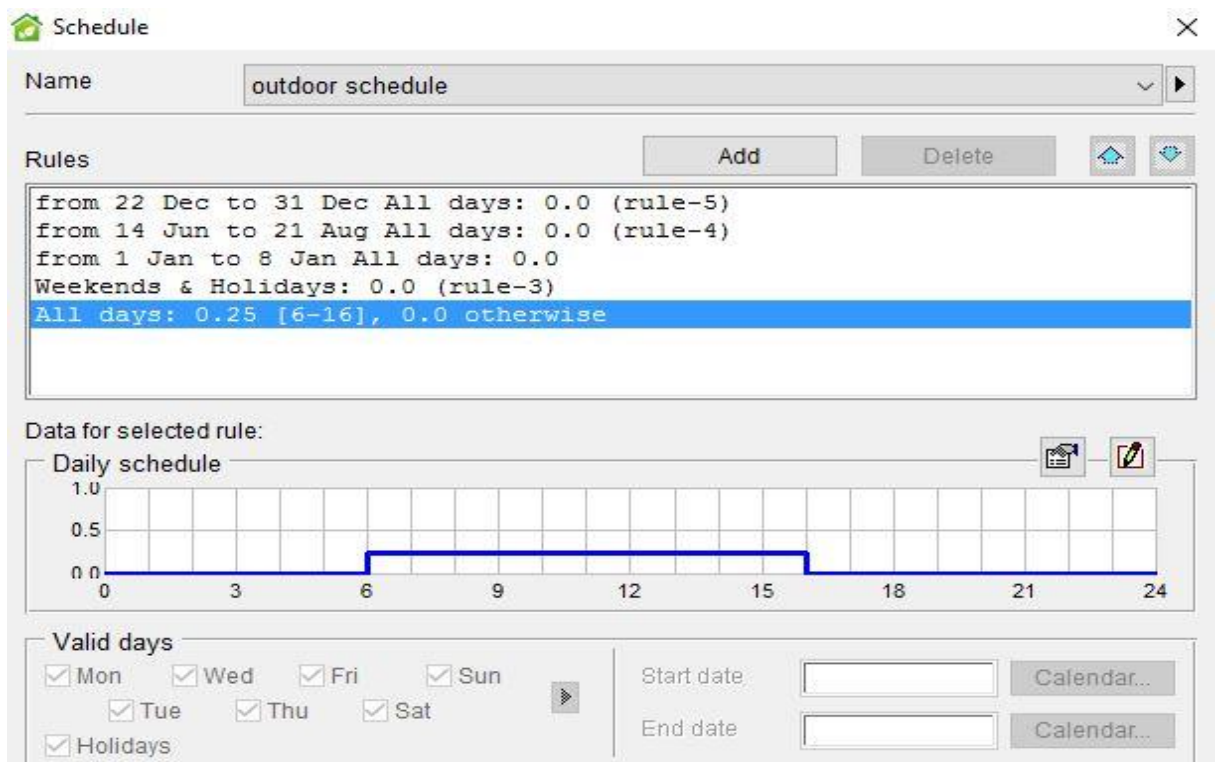 Schedule
Name outdoor schedule
Rules Add Delete
from 22 Dec to 31 Dec All days: 0.0 (rule-5)
from 14 Jun to 21 Aug All days: 0.0 (rule-4)
from 1 Jan to 8 Jan All days: 0.0
Weekends & Holidays: 0.0 (rule-3)
All days: 0.25 [6-16], 0.0 otherwise
Data for selected rule:
Daily schedule
1.0
0.5
0.0
0 3 6 9 12 15 18 21 24
Valid days
Mon Wed Fri Sun Start date Calendar...
Tue Thu Sat
End date Calendar...
Holidays